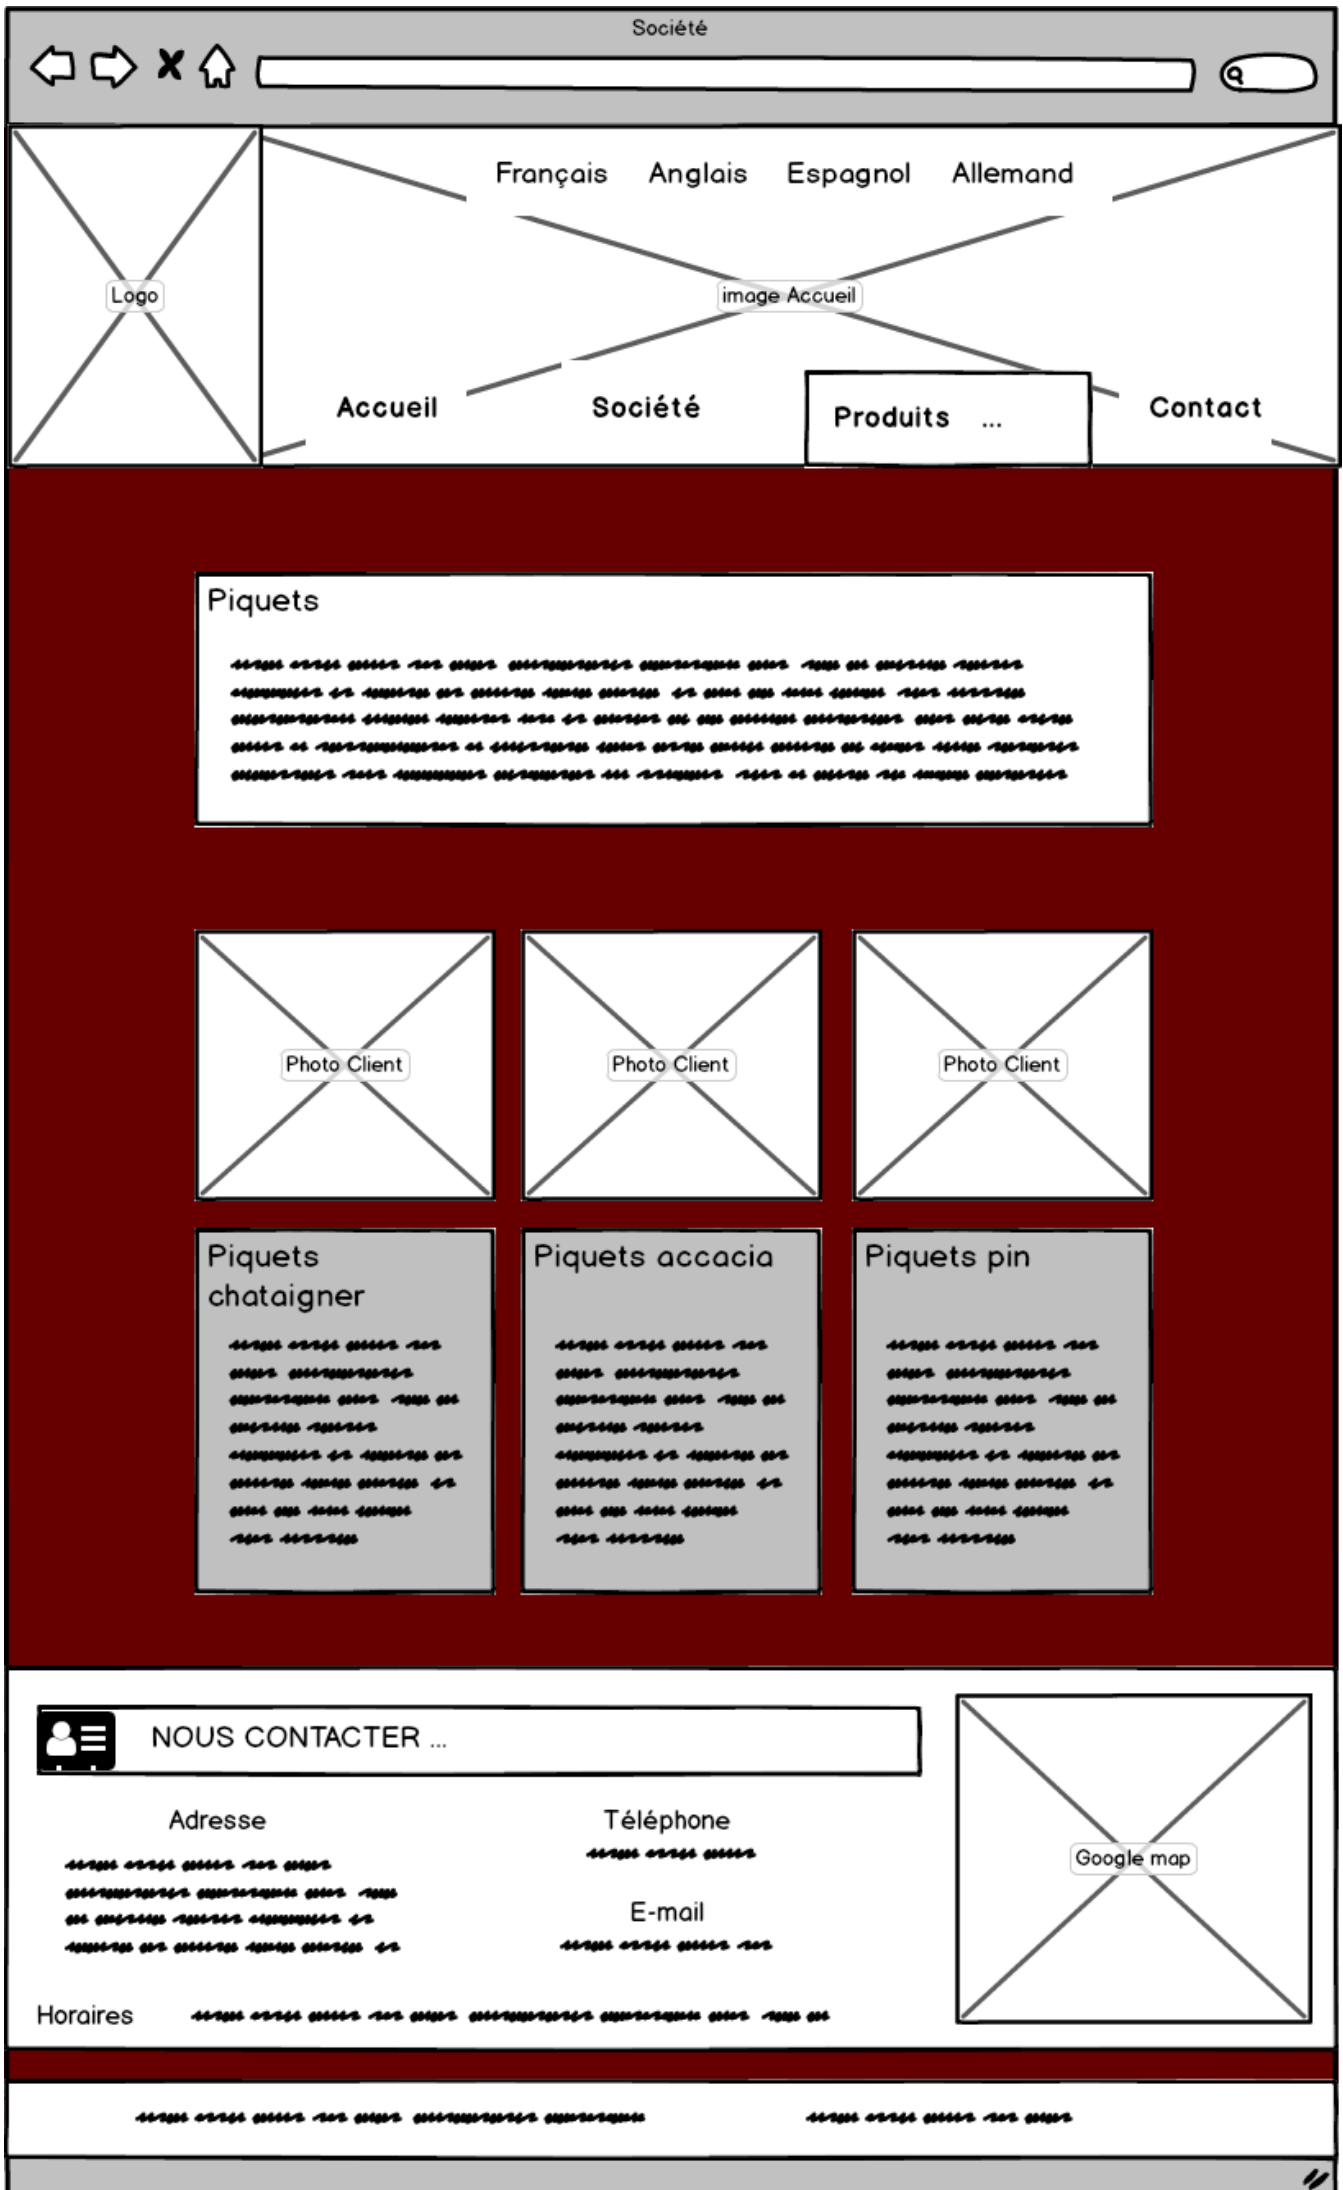 Société
Français Anglais Espagnol Allemand
Logo
image Accueil
Accueil Société Produits ... Contact
Piquets
Photo Client Photo Client Photo Client
Piquets
chataigner
Piquets accacia
Piquets pin
NOUS CONTACTER ...
Adresse
Téléphone
E-mail
Google map
Horaires